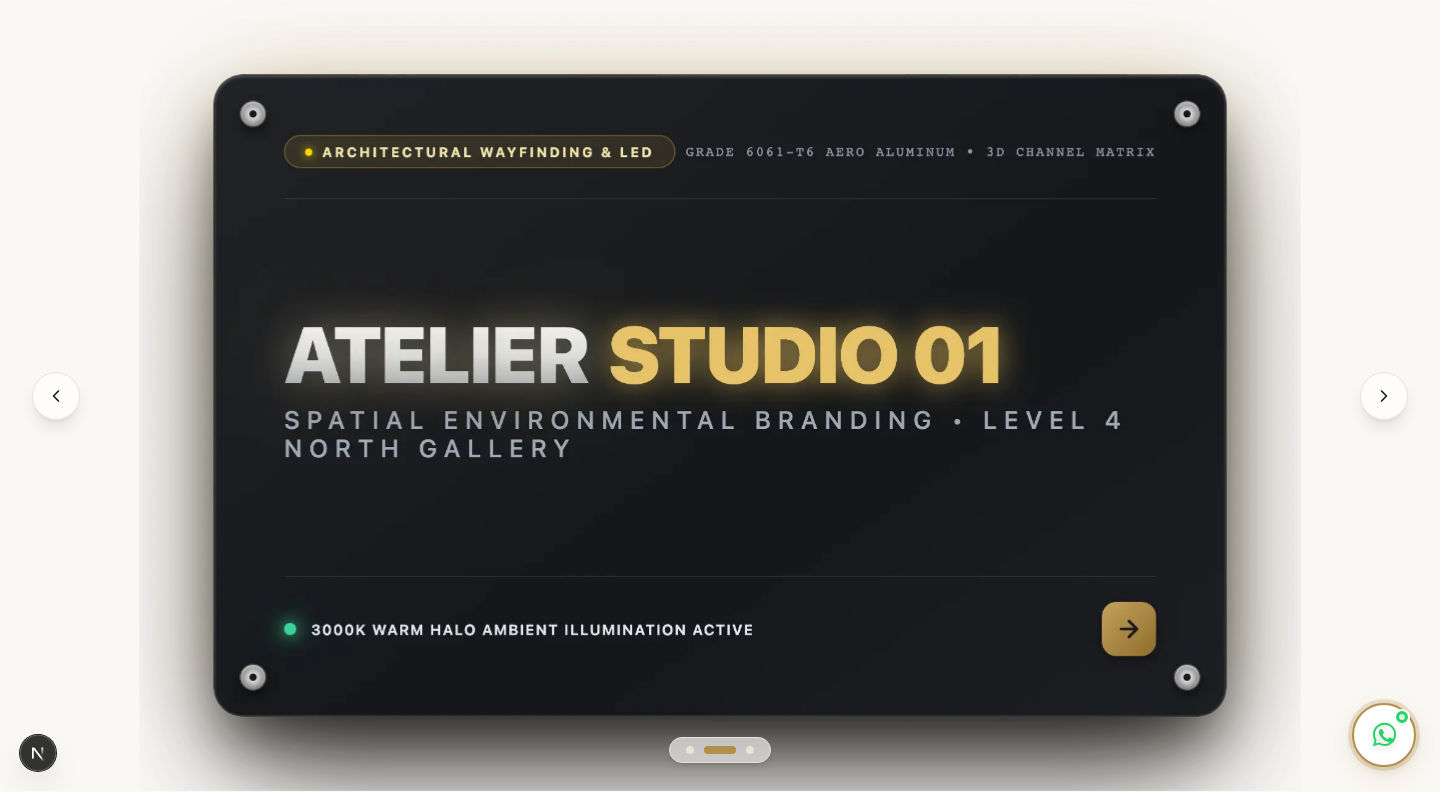 ARCHITECTURAL WAYFINDING & LED
GRADE 6061-T6 AERO ALUMINUM • 3D CHANNEL MATRIX
ATELIER STUDIO 01
SPATIAL ENVIRONMENTAL BRANDING • LEVEL 4
NORTH GALLERY
3000K WARM HALO AMBIENT ILLUMINATION ACTIVE
N